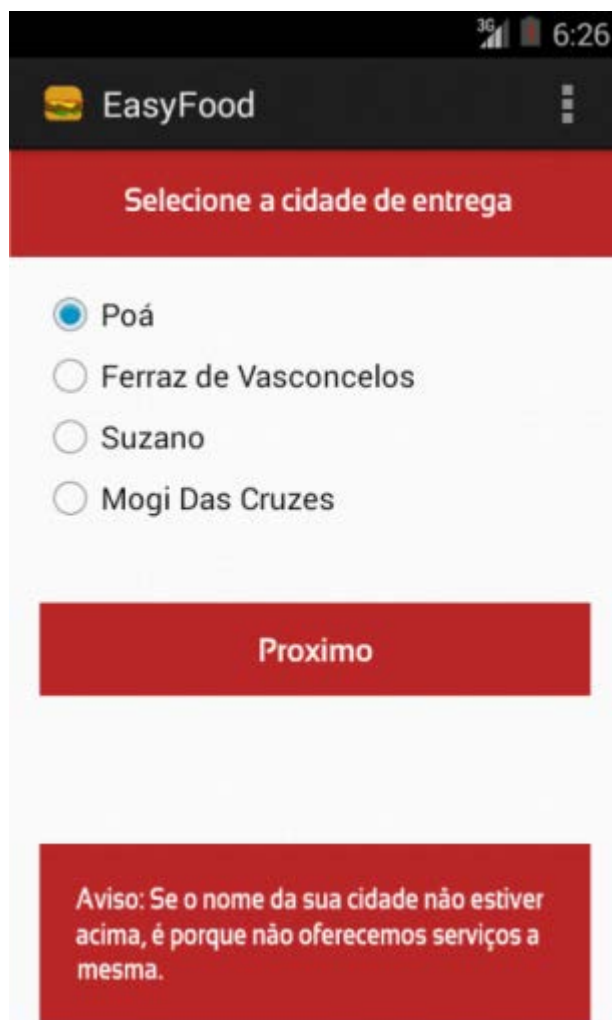 3G 6:26
EasyFood
Selecione a cidade de entrega
Poá
Ferraz de Vasconcelos
Suzano
Mogi Das Cruzes
Proximo
Aviso: Se o nome da sua cidade não estiver
acima, é porque não oferecemos serviços a
mesma.